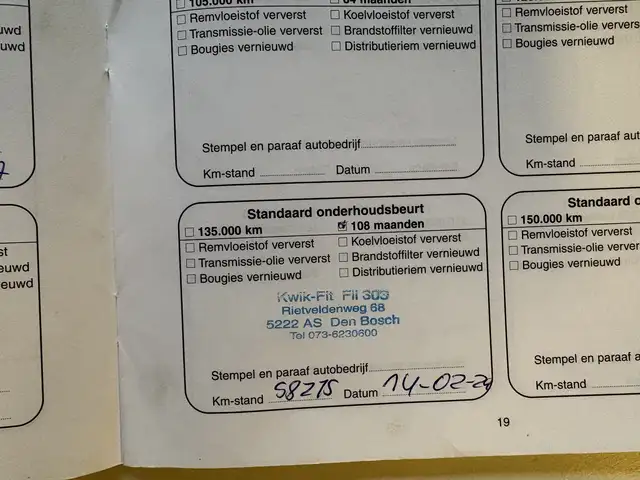 105.000 km
Remvloeistof ververst Koelvloeistof ververst
Transmissie-olie ververst Brandstoffilter vernieuwd
Bougies vernieuwd Distributieriem vernieuwd
Stempel en paraaf autobedrijf
Km-stand Datum
Standaard onderhoudsbeurt
135.000 km 108 maanden
Remvloeistof ververst Koelvloeistof ververst
Transmissie-olie ververst Brandstoffilter vernieuwd
Bougies vernieuwd Distributieriem vernieuwd
Kwik-Fit Fil 303
Rietveldenweg 68
5222 AS Den Bosch
Tel 073-6230600
Stempel en paraaf autobedrijf
Km-stand 58275 Datum 14-02-24
Remvloeistof ververst
Transmissie-olie verver
Bougies vernieuwd
Stempel en paraaf aut
Km-stand
Standaard o
150.000 km
Remvloeistof ververst
Transmissie-olie verver
Bougies vernieuwd
Stempel en paraaf a
Km-stand
19